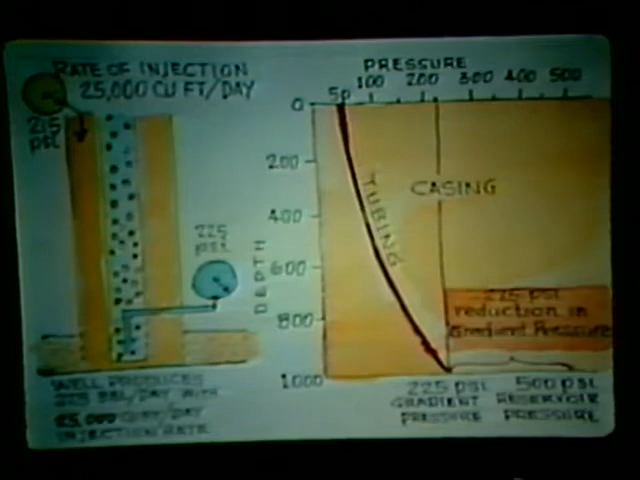 RATE OF INJECTION
25,000 CU FT/DAY
215
PSI
225
PSI
WELL PRODUCES
BBL/DAY WITH
25,000 CU FT/DAY
INJECTION RATE
PRESSURE
50 100 200 300 400 500
0
200
400
600
800
1000
DEPTH
TUBING
CASING
225 PSI
reduction in
Gradient Pressure
225 PSI
GRADIENT
PRESSURE
500 PSI
RESERVOIR
PRESSURE